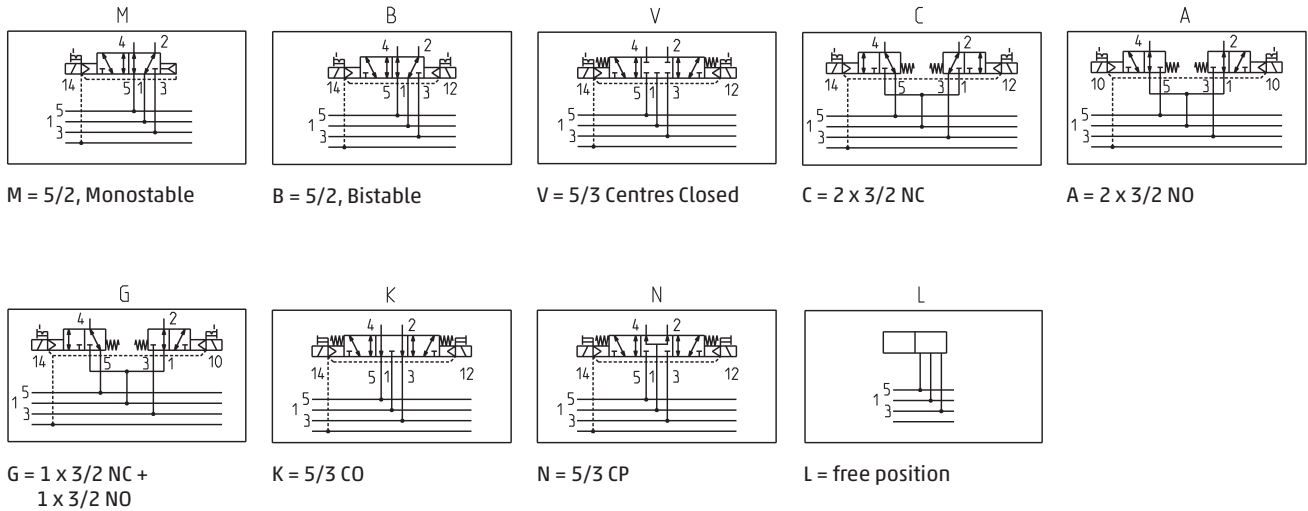 M B V C A
4 2 4 2 4 2 4 2 4 2
14 5 1 3 14 5 1 3 12 14 5 1 3 12 14 5 3 1 12 10 5 3 1 10
5 5 5 5 5
1 1 1 1 1
3 3 3 3 3
M = 5/2, Monostable B = 5/2, Bistable V = 5/3 Centres Closed C = 2 x 3/2 NC A = 2 x 3/2 NO
G K N L
4 2 4 2 4 2
14 5 3 1 10 14 5 1 3 12 14 5 1 3 12
5 5 5 5
1 1 1 1
3 3 3 3
G = 1 x 3/2 NC + K = 5/3 CO N = 5/3 CP L = free position
1 x 3/2 NO